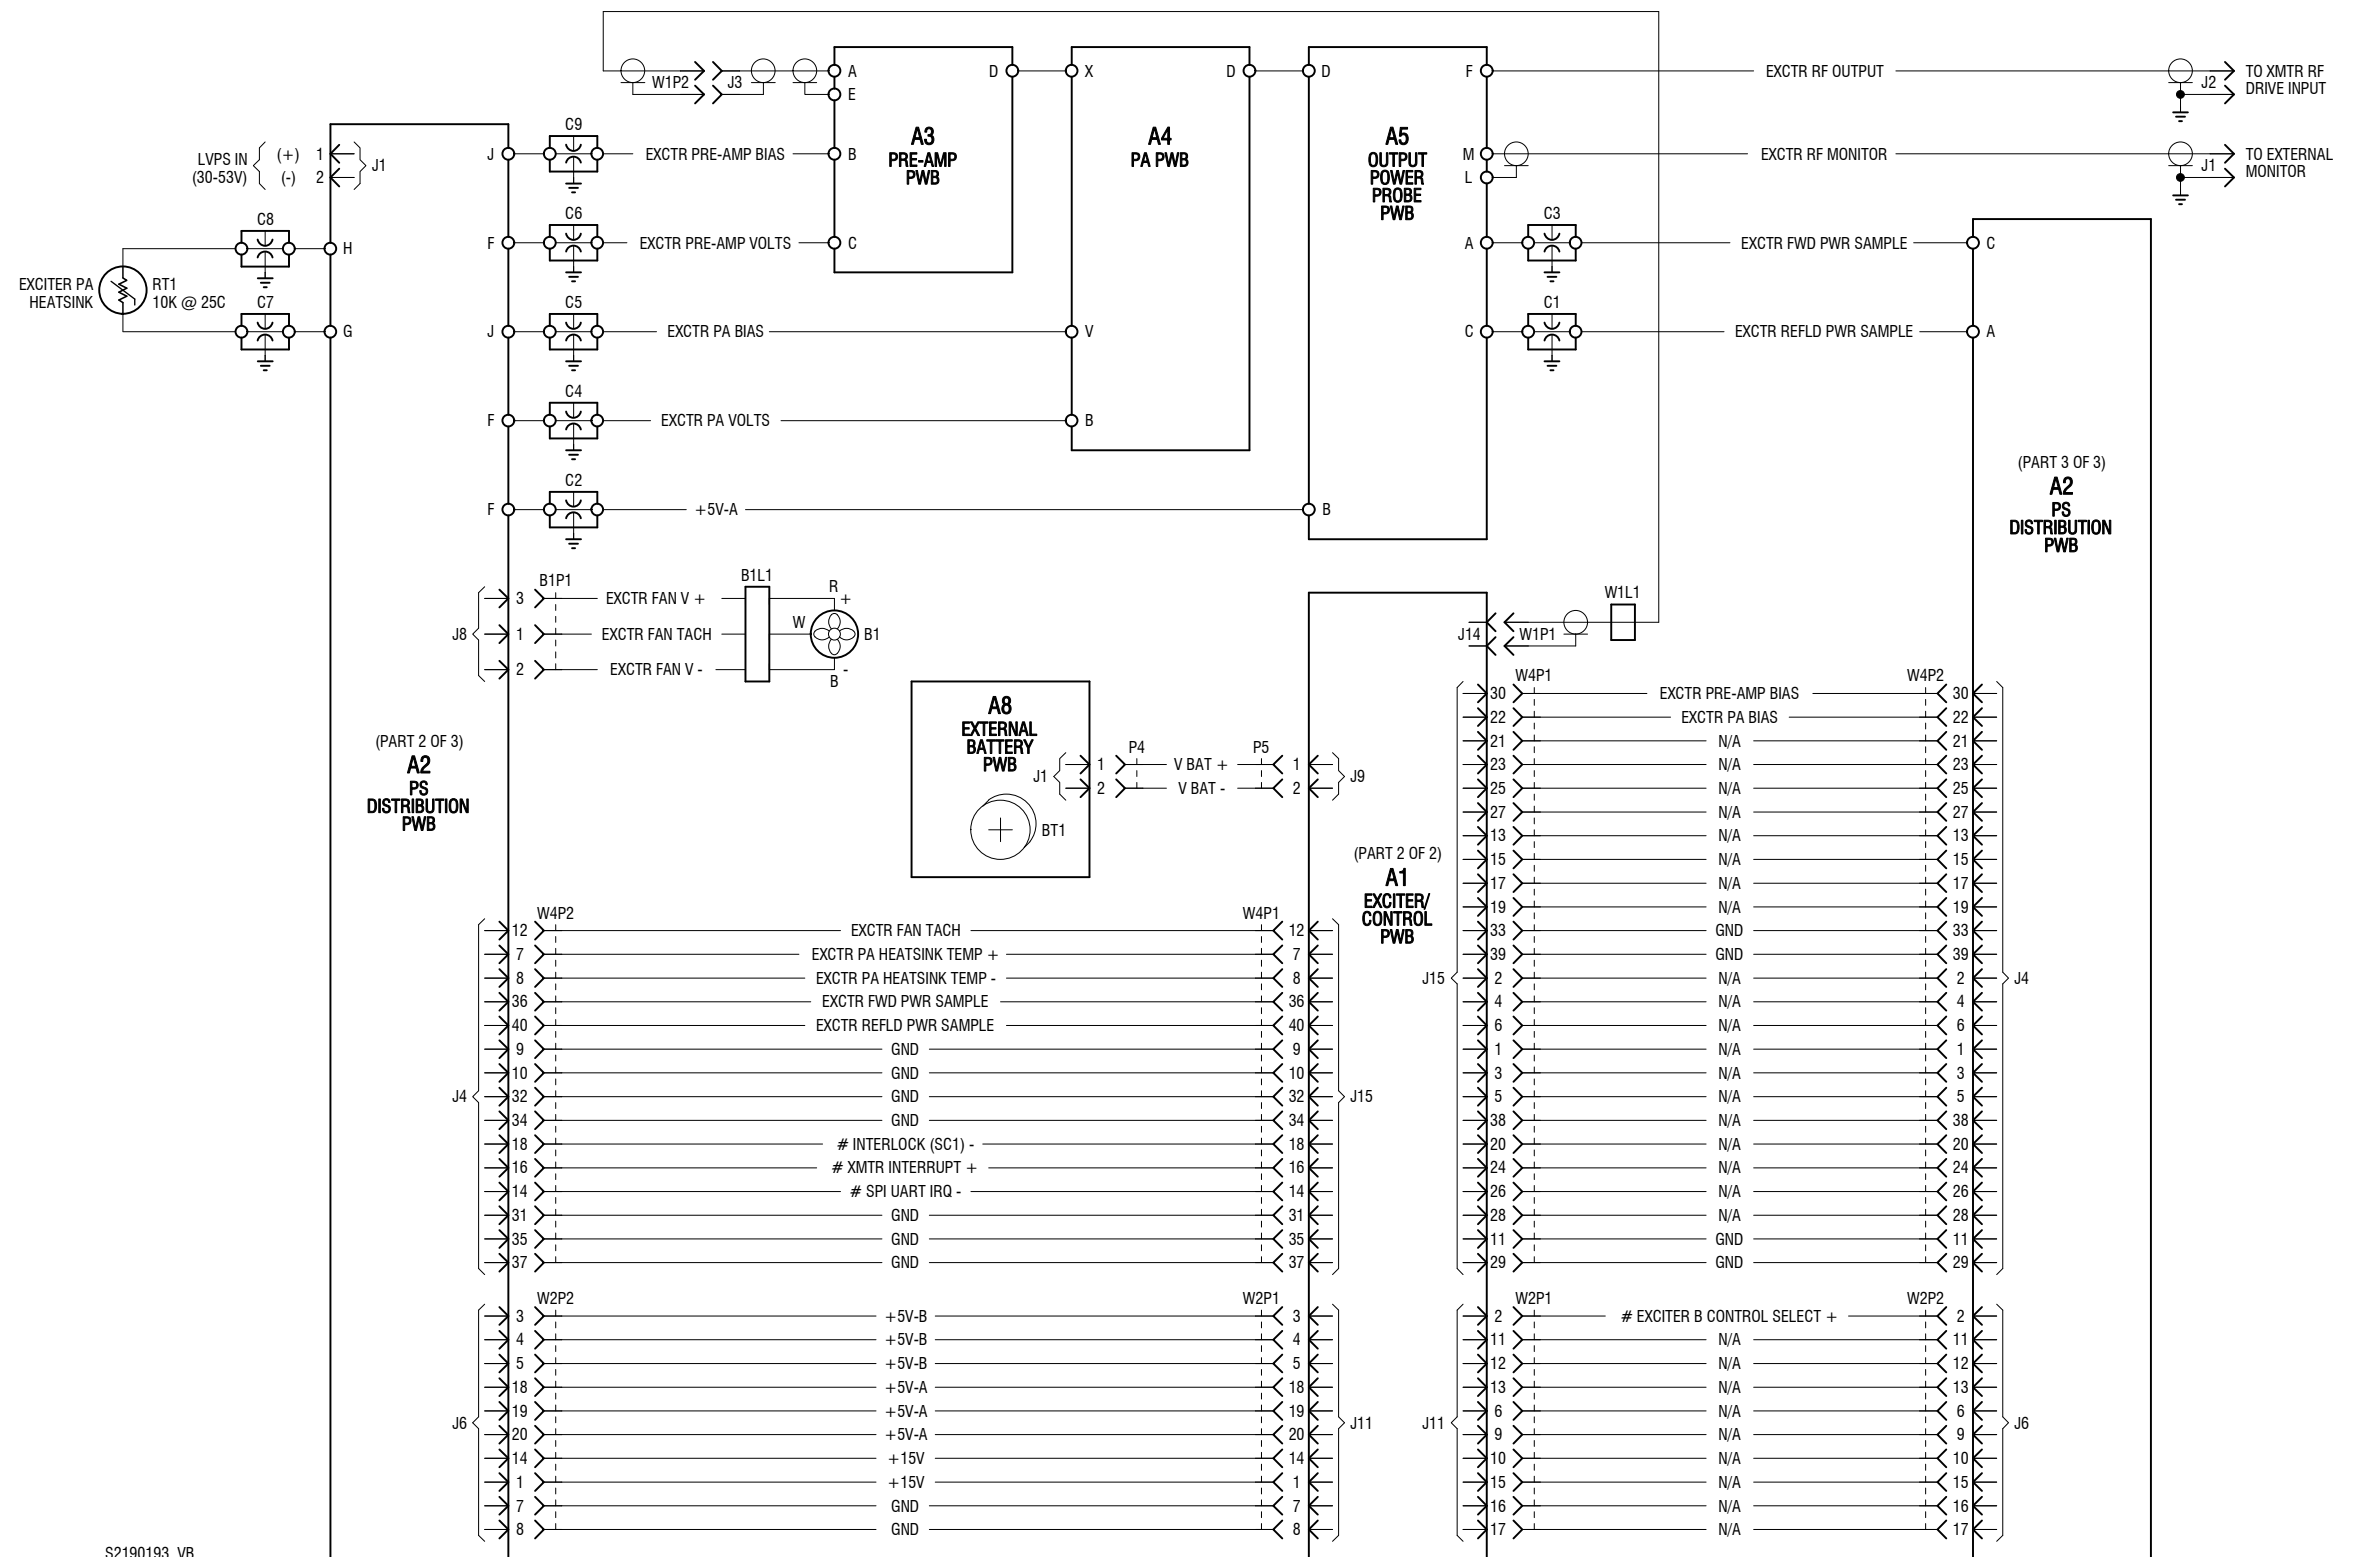 W1P2
J3
A
E
D
X
D
D
F
EXCTR RF OUTPUT
J2
TO XMTR RF
DRIVE INPUT
A3
PRE-AMP
PWB
A4
PA PWB
A5
OUTPUT
POWER
PROBE
PWB
LVPS IN
(30-53V)
(+) 1
(-) 2
J1
J
C9
EXCTR PRE-AMP BIAS
B
M
L
EXCTR RF MONITOR
J1
TO EXTERNAL
MONITOR
C8
H
F
C6
EXCTR PRE-AMP VOLTS
C
A
C3
EXCTR FWD PWR SAMPLE
C
EXCITER PA
HEATSINK
RT1
10K @ 25C
C7
G
J
C5
EXCTR PA BIAS
V
C
C1
EXCTR REFLD PWR SAMPLE
A
F
C4
EXCTR PA VOLTS
B
F
C2
+5V-A
B
(PART 3 OF 3)
A2
PS
DISTRIBUTION
PWB
B1P1
B1L1
J8
3 EXCTR FAN V + R +
1 EXCTR FAN TACH W B1
2 EXCTR FAN V - B -
J14
W1P1
W1L1
(PART 2 OF 3)
A2
PS
DISTRIBUTION
PWB
A8
EXTERNAL
BATTERY
PWB
BT1
J1
P4
P5
J9
1 V BAT + 1
2 V BAT - 2
(PART 2 OF 2)
A1
EXCITER/
CONTROL
PWB
W4P1
W4P2
J15
J4
30 EXCTR PRE-AMP BIAS 30
22 EXCTR PA BIAS 22
21 N/A 21
23 N/A 23
25 N/A 25
27 N/A 27
13 N/A 13
15 N/A 15
17 N/A 17
19 N/A 19
33 GND 33
39 GND 39
2 N/A 2
4 N/A 4
6 N/A 6
1 N/A 1
3 N/A 3
5 N/A 5
38 N/A 38
20 N/A 20
24 N/A 24
26 N/A 26
28 N/A 28
11 GND 11
29 GND 29
W4P2
W4P1
J4
J15
12 EXCTR FAN TACH 12
7 EXCTR PA HEATSINK TEMP + 7
8 EXCTR PA HEATSINK TEMP - 8
36 EXCTR FWD PWR SAMPLE 36
40 EXCTR REFLD PWR SAMPLE 40
9 GND 9
10 GND 10
32 GND 32
34 GND 34
18 # INTERLOCK (SC1) - 18
16 # XMTR INTERRUPT + 16
14 # SPI UART IRQ - 14
31 GND 31
35 GND 35
37 GND 37
W2P2
W2P1
J6
J11
3 +5V-B 3
4 +5V-B 4
5 +5V-B 5
18 +5V-A 18
19 +5V-A 19
20 +5V-A 20
14 +15V 14
1 +15V 1
7 GND 7
8 GND 8
W2P1
W2P2
J11
J6
2 # EXCITER B CONTROL SELECT + 2
11 N/A 11
12 N/A 12
13 N/A 13
6 N/A 6
9 N/A 9
10 N/A 10
15 N/A 15
16 N/A 16
17 N/A 17
S2190193 VB